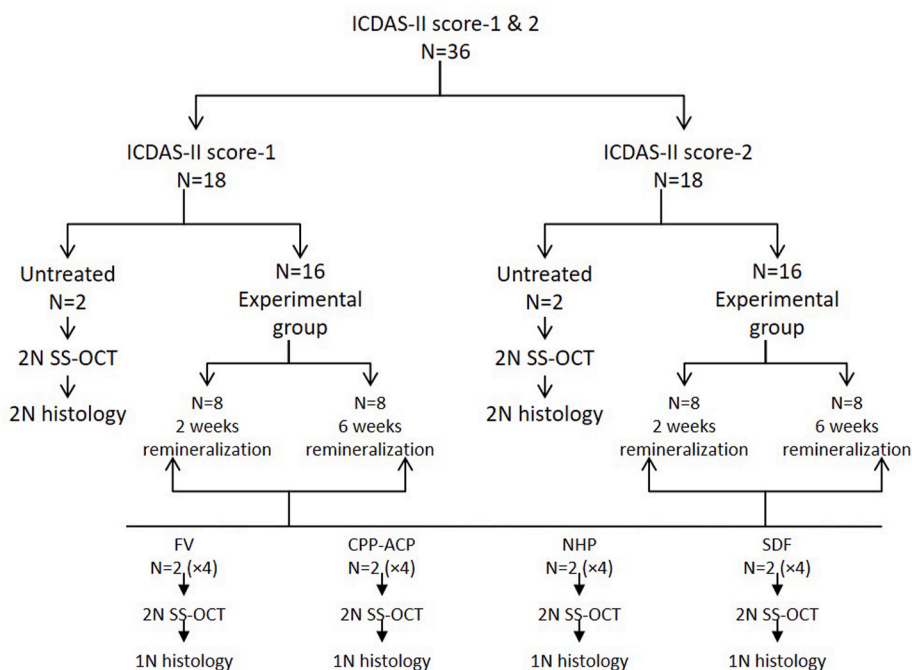 ICDAS-II score-1 & 2
N=36
ICDAS-II score-1
N=18
ICDAS-II score-2
N=18
Untreated
N=2
2N SS-OCT
2N histology
N=16
Experimental
group
N=8
2 weeks
remineralization
N=8
6 weeks
remineralization
Untreated
N=2
2N SS-OCT
2N histology
N=16
Experimental
group
N=8
2 weeks
remineralization
N=8
6 weeks
remineralization
FV
N=2 (×4)
2N SS-OCT
1N histology
CPP-ACP
N=2 (×4)
2N SS-OCT
1N histology
NHP
N=2 (×4)
2N SS-OCT
1N histology
SDF
N=2 (×4)
2N SS-OCT
1N histology